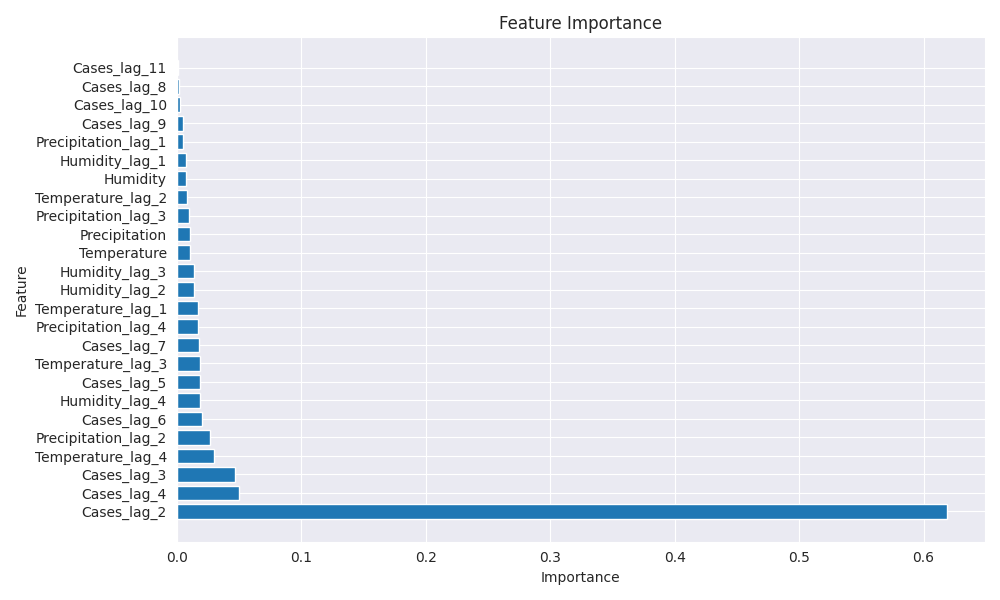 Feature Importance
Cases_lag_11
Cases_lag_8
Cases_lag_10
Cases_lag_9
Precipitation_lag_1
Humidity_lag_1
Humidity
Temperature_lag_2
Precipitation_lag_3
Precipitation
Temperature
Humidity_lag_3
Humidity_lag_2
Temperature_lag_1
Precipitation_lag_4
Cases_lag_7
Temperature_lag_3
Cases_lag_5
Humidity_lag_4
Cases_lag_6
Precipitation_lag_2
Temperature_lag_4
Cases_lag_3
Cases_lag_4
Cases_lag_2
Feature
0.0 0.1 0.2 0.3 0.4 0.5 0.6
Importance